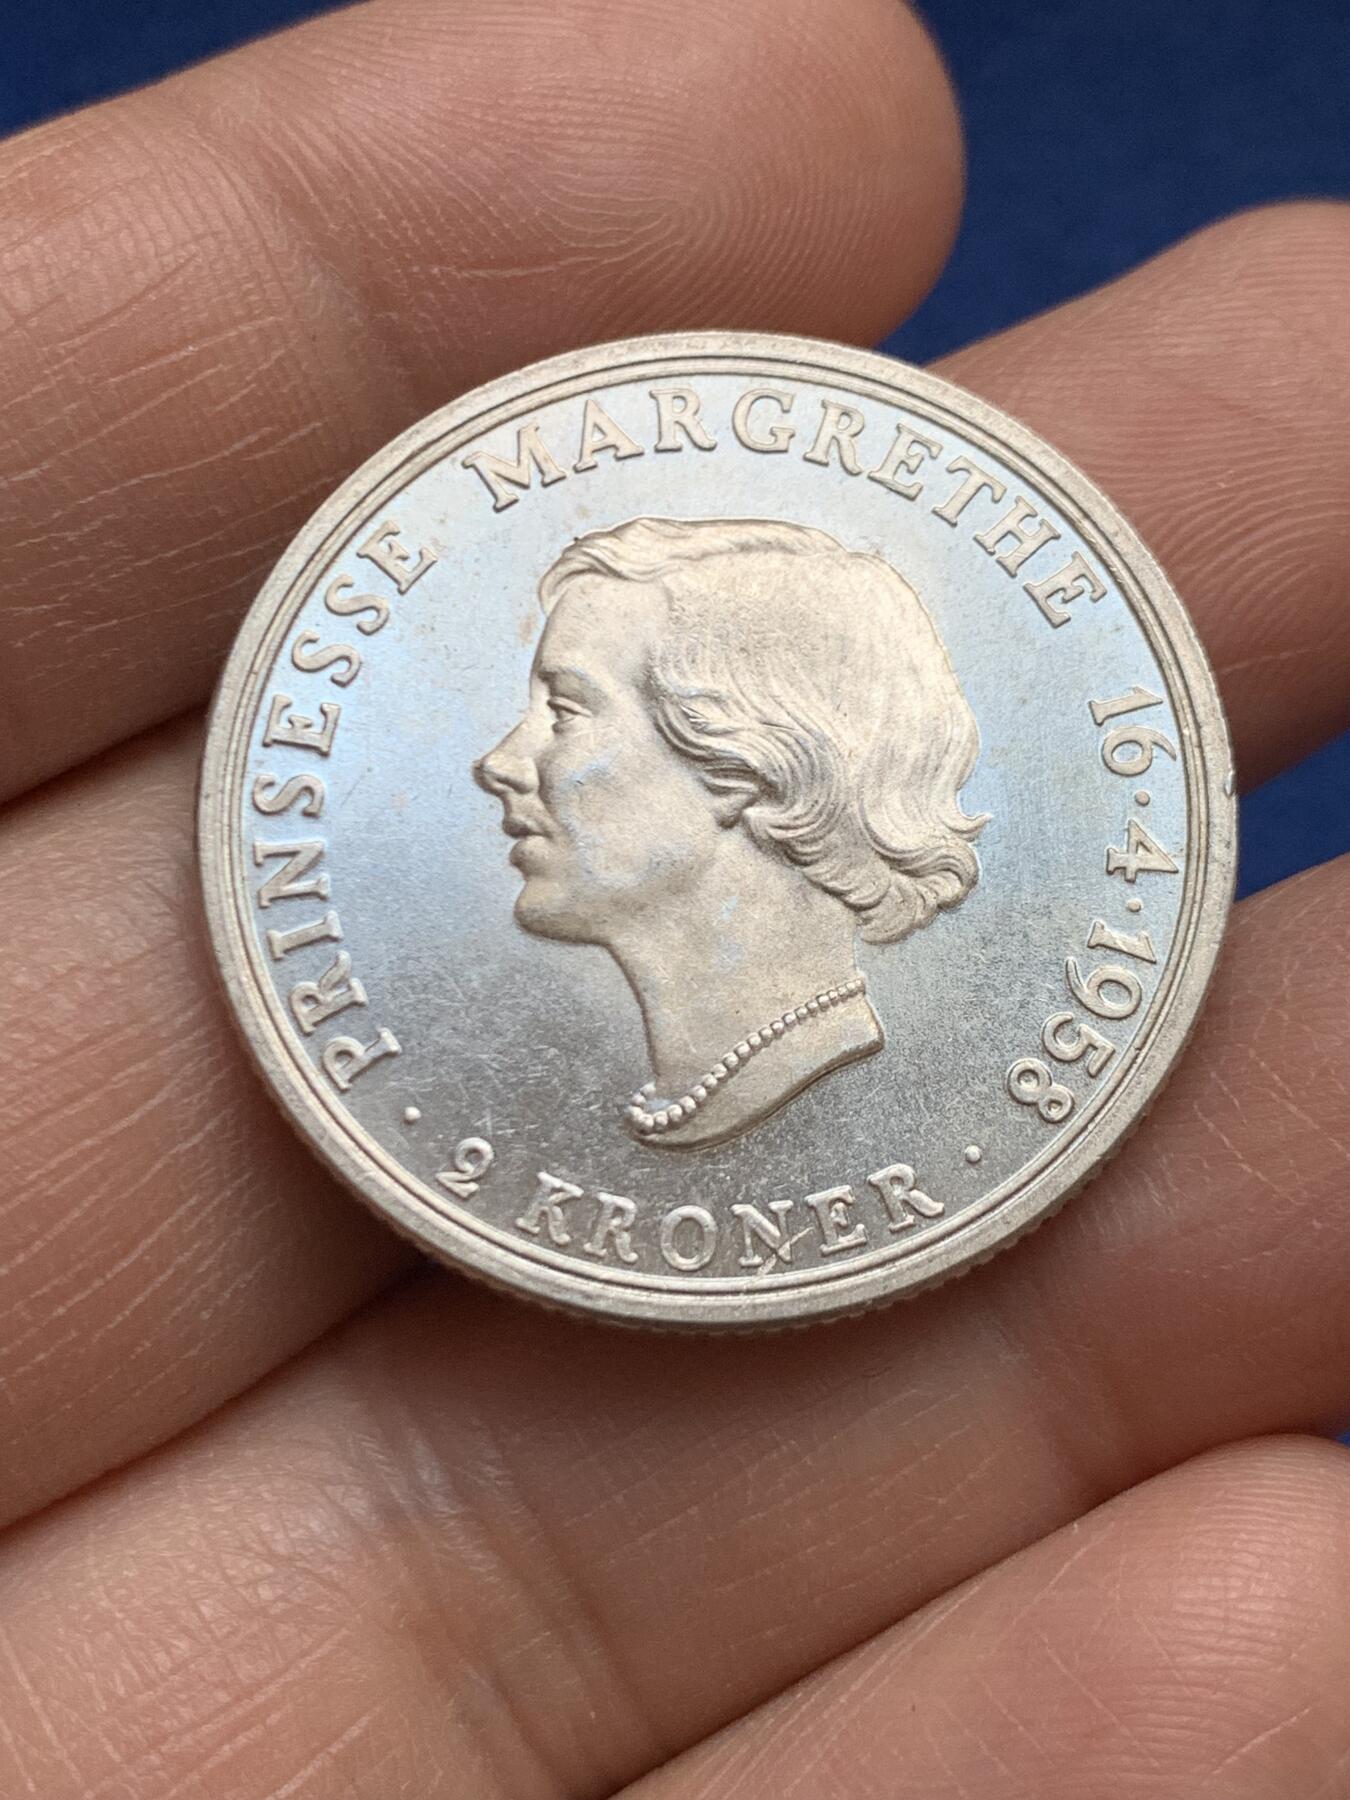 PRINSESSE MARGRETHE 16·4·1958
· 2 KRONER ·